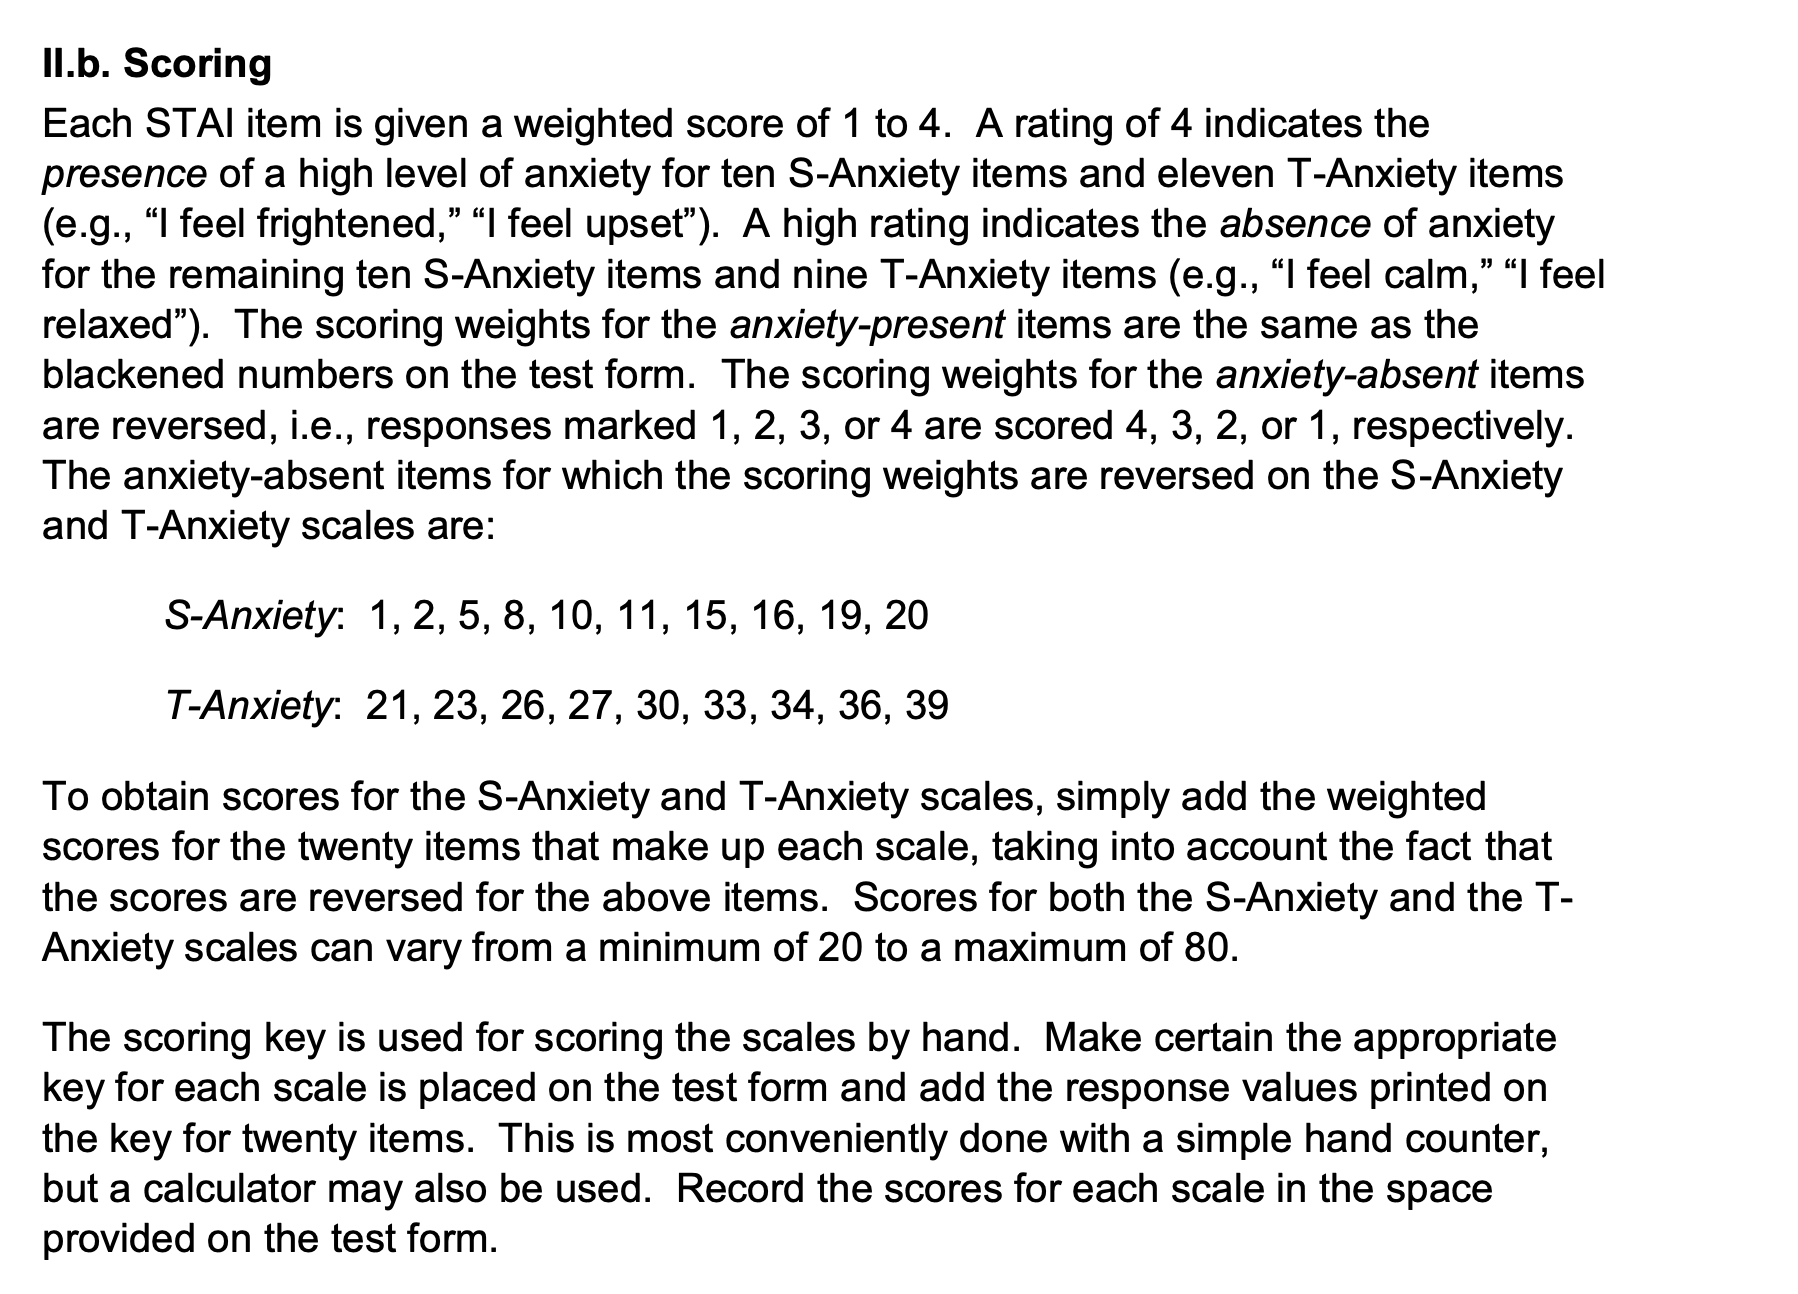 II.b. Scoring
Each STAI item is given a weighted score of 1 to 4.  A rating of 4 indicates the
presence of a high level of anxiety for ten S-Anxiety items and eleven T-Anxiety items
(e.g., “I feel frightened,” “I feel upset”).  A high rating indicates the absence of anxiety
for the remaining ten S-Anxiety items and nine T-Anxiety items (e.g., “I feel calm,” “I feel
relaxed”).  The scoring weights for the anxiety-present items are the same as the
blackened numbers on the test form.  The scoring weights for the anxiety-absent items
are reversed, i.e., responses marked 1, 2, 3, or 4 are scored 4, 3, 2, or 1, respectively.
The anxiety-absent items for which the scoring weights are reversed on the S-Anxiety
and T-Anxiety scales are:
S-Anxiety:  1, 2, 5, 8, 10, 11, 15, 16, 19, 20
T-Anxiety:  21, 23, 26, 27, 30, 33, 34, 36, 39
To obtain scores for the S-Anxiety and T-Anxiety scales, simply add the weighted
scores for the twenty items that make up each scale, taking into account the fact that
the scores are reversed for the above items.  Scores for both the S-Anxiety and the T-
Anxiety scales can vary from a minimum of 20 to a maximum of 80.
The scoring key is used for scoring the scales by hand.  Make certain the appropriate
key for each scale is placed on the test form and add the response values printed on
the key for twenty items.  This is most conveniently done with a simple hand counter,
but a calculator may also be used.  Record the scores for each scale in the space
provided on the test form.